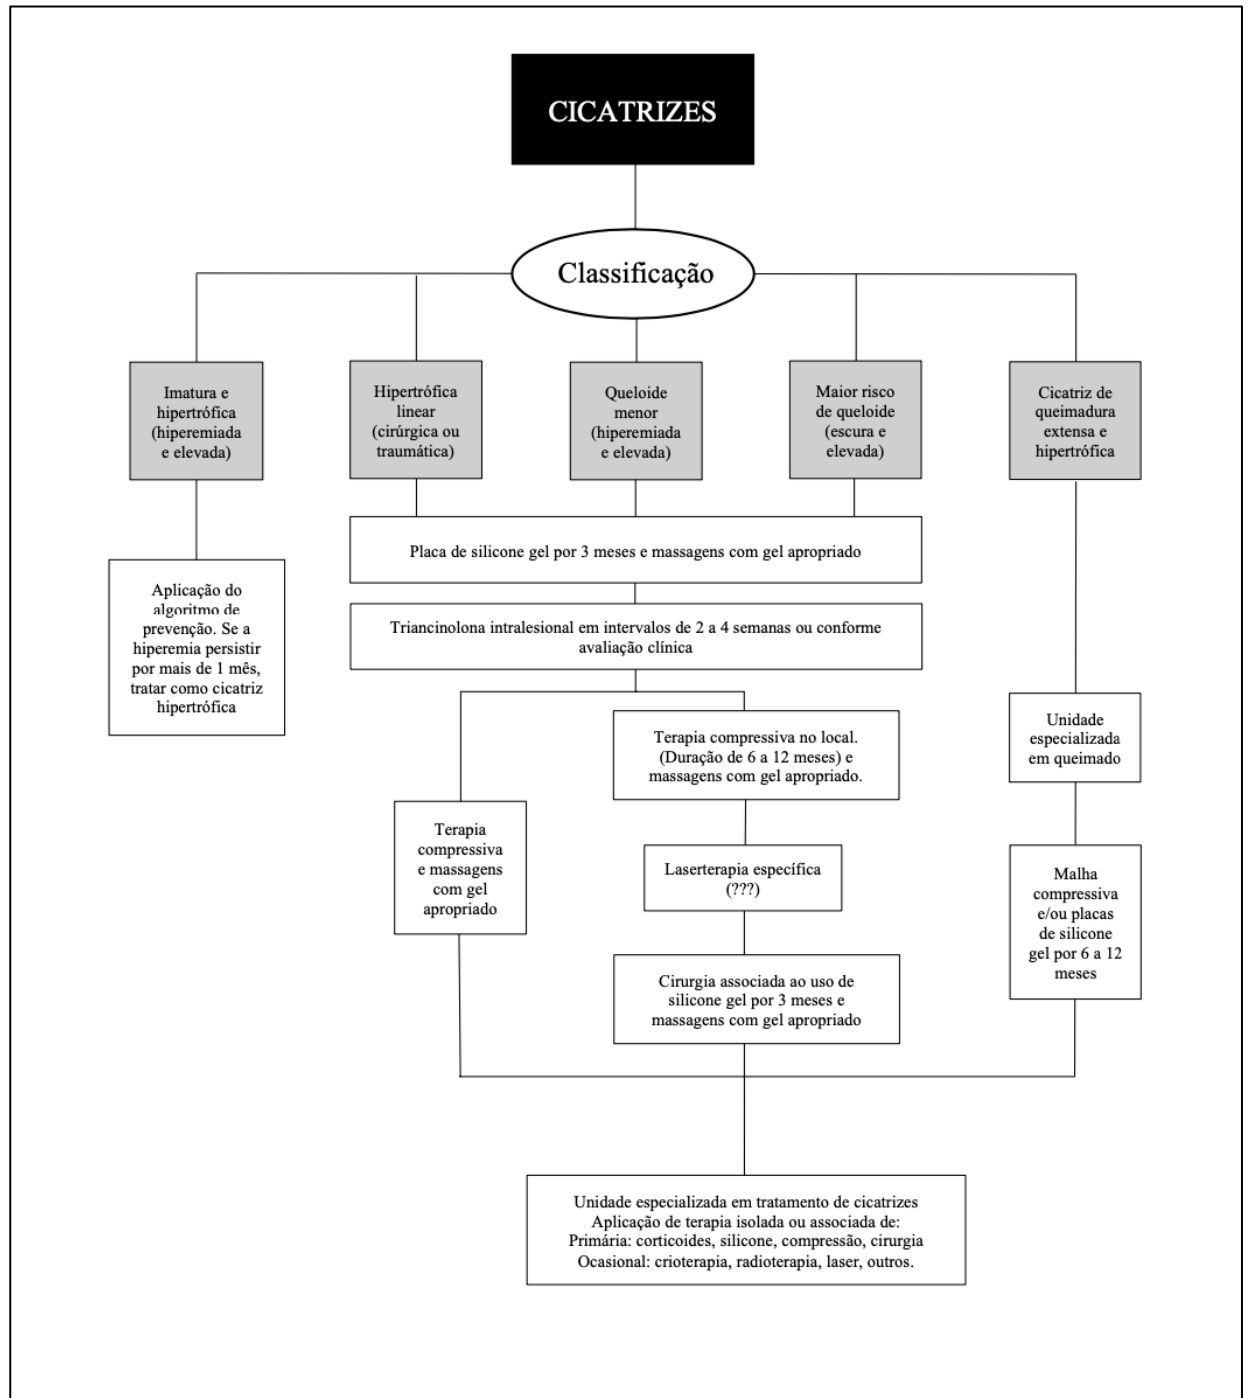 CICATRIZES
Classificação
Imatura e
hipertrófica
(hiperemiada
e elevada)
Hipertrófica
linear
(cirúrgica ou
traumática)
Queloide
menor
(hiperemiada
e elevada)
Maior risco
de queloide
(escura e
elevada)
Cicatriz de
queimadura
extensa e
hipertrófica
Placa de silicone gel por 3 meses e massagens com gel apropriado
Aplicação do
algoritmo de
prevenção. Se a
hiperemia persistir
por mais de 1 mês,
tratar como cicatriz
hipertrófica
Triancinolona intralesional em intervalos de 2 a 4 semanas ou conforme
avaliação clínica
Terapia compressiva no local.
(Duração de 6 a 12 meses) e
massagens com gel apropriado.
Unidade
especializada
em queimado
Terapia
compressiva
e massagens
com gel
apropriado
Laserterapia específica
(???)
Malha
compressiva
e/ou placas
de silicone
gel por 6 a 12
meses
Cirurgia associada ao uso de
silicone gel por 3 meses e
massagens com gel apropriado
Unidade especializada em tratamento de cicatrizes
Aplicação de terapia isolada ou associada de:
Primária: corticoides, silicone, compressão, cirurgia
Ocasional: crioterapia, radioterapia, laser, outros.